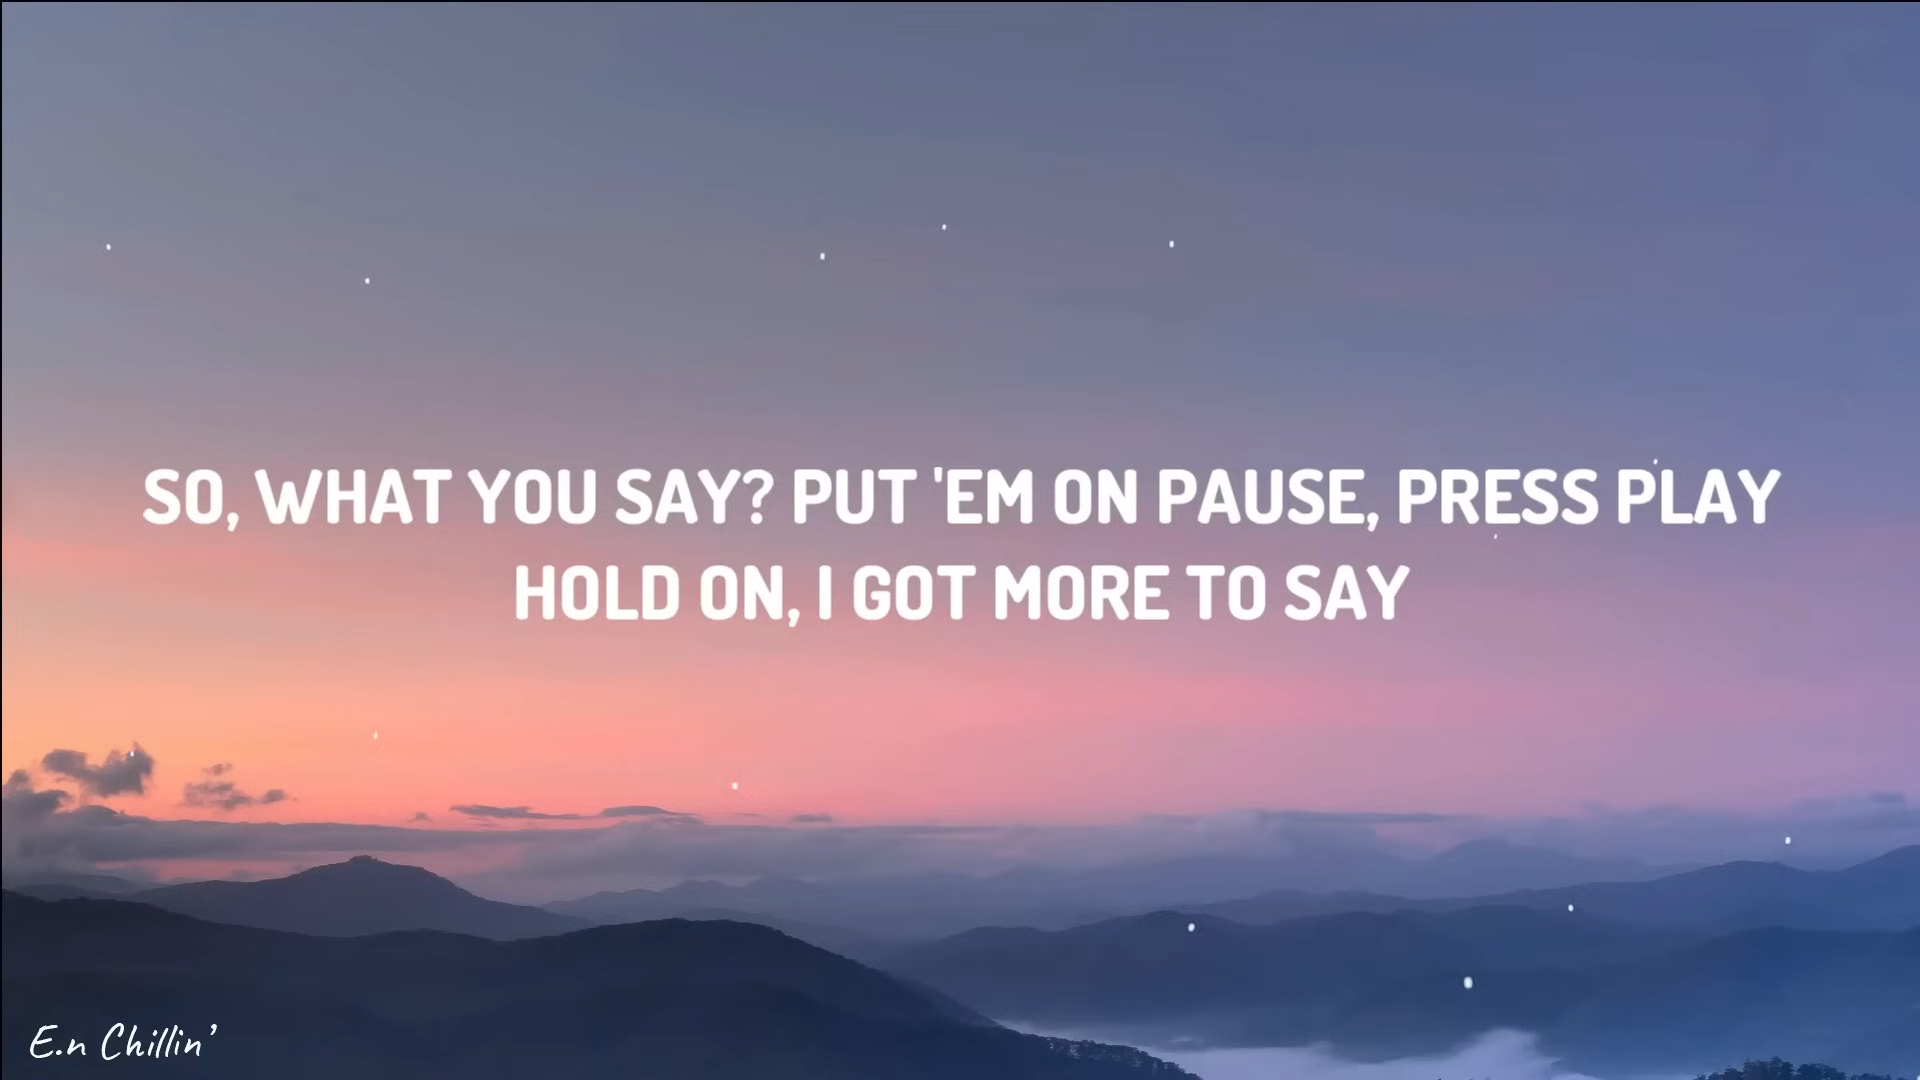 SO, WHAT YOU SAY? PUT 'EM ON PAUSE, PRESS PLAY
HOLD ON, I GOT MORE TO SAY
E.n Chillin'